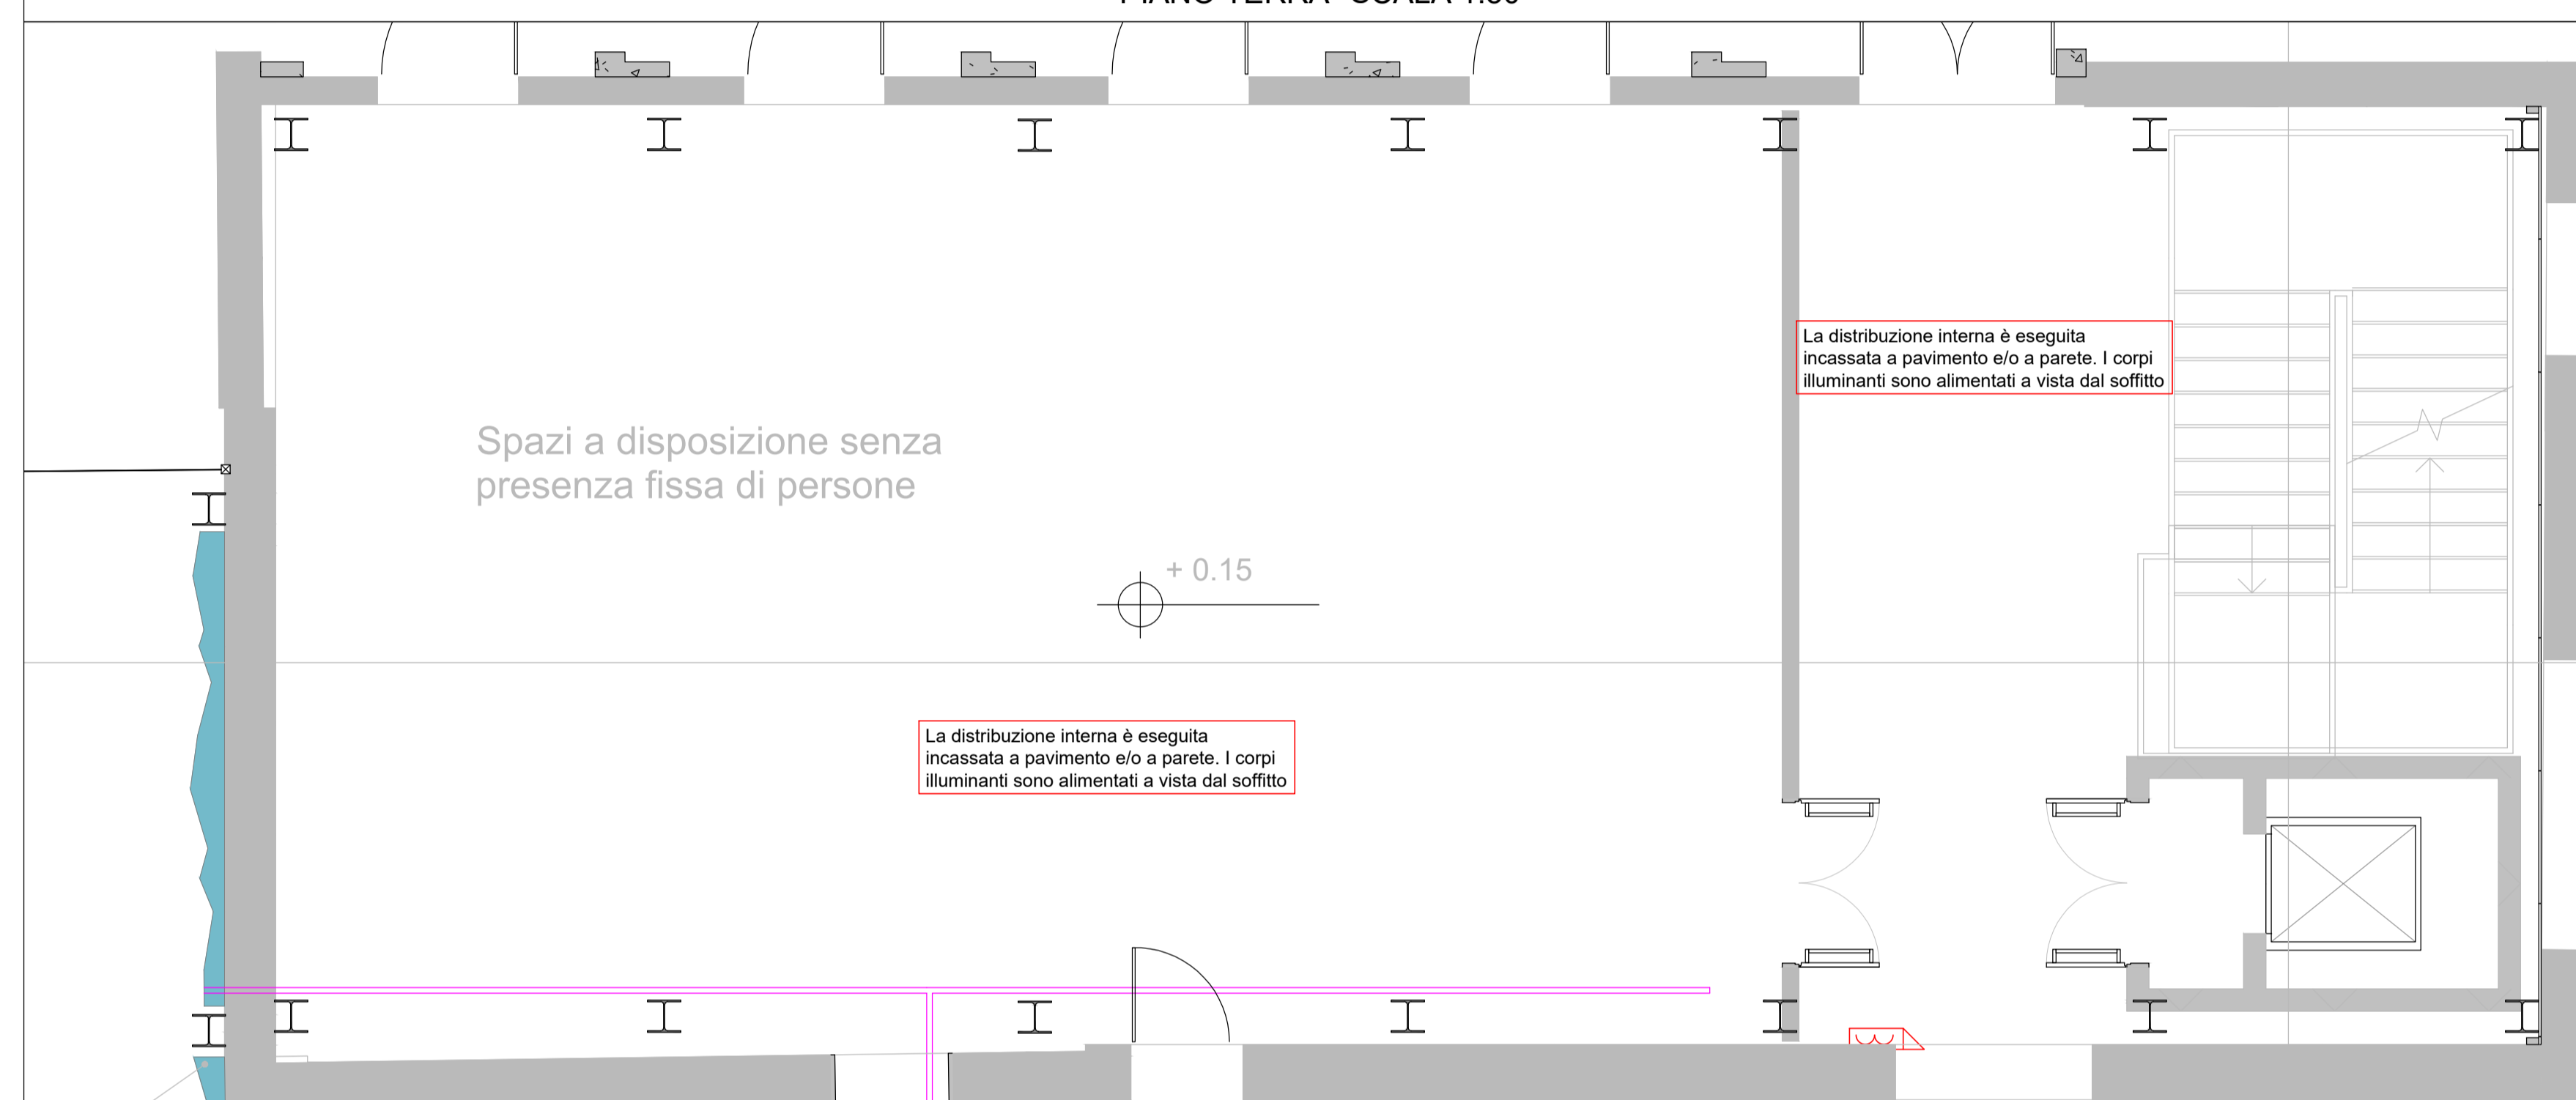 La distribuzione interna è eseguita
incassata a pavimento e/o a parete. I corpi
illuminanti sono alimentati a vista dal soffitto
Spazi a disposizione senza
presenza fissa di persone
+ 0.15
La distribuzione interna è eseguita
incassata a pavimento e/o a parete. I corpi
illuminanti sono alimentati a vista dal soffitto